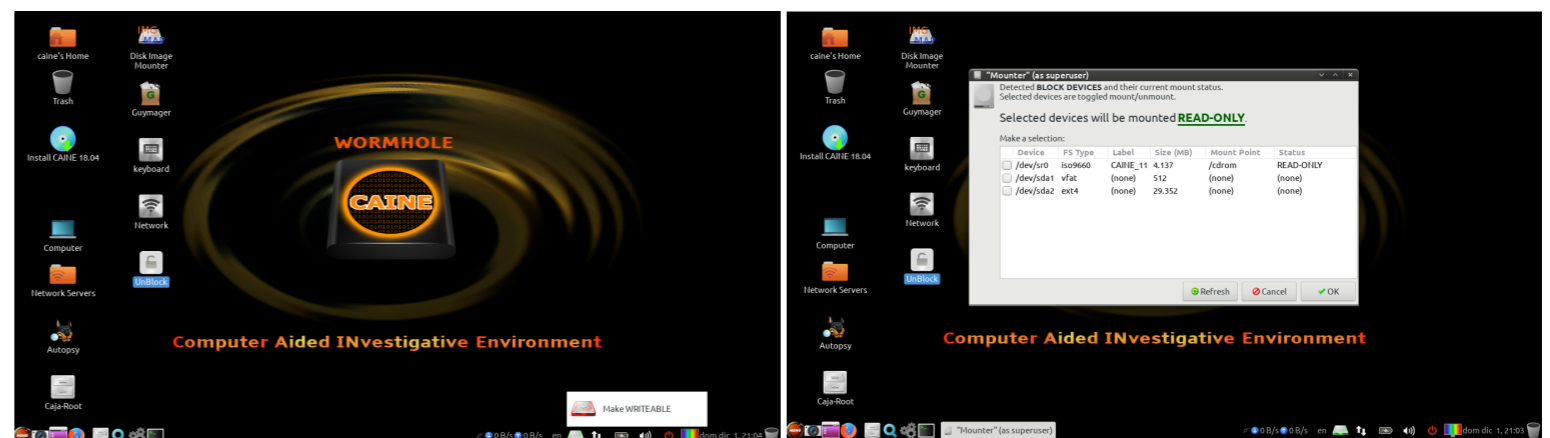 caine's Home
Disk Image
Mounter
Trash
Guymager
Install CAINE 18.04
keyboard
Network
Computer
UnBlock
Network Servers
Autopsy
Caja-Root
WORMHOLE
CAINE
Computer Aided INvestigative Environment
Make WRITEABLE
0 B/s 0 B/s en dom dic 1, 21:04
caine's Home
Disk Image
Mounter
Trash
Guymager
Install CAINE 18.04
keyboard
Network
Computer
UnBlock
Network Servers
Autopsy
Caja-Root
"Mounter" (as superuser)
Detected BLOCK DEVICES and their current mount status.
Selected devices are toggled mount/unmount.
Selected devices will be mounted READ-ONLY.
Make a selection:
Device FS Type Label Size (MB) Mount Point Status
/dev/sr0 iso9660 CAINE_11 4.137 /cdrom READ-ONLY
/dev/sda1 vfat (none) 512 (none) (none)
/dev/sda2 ext4 (none) 29.352 (none) (none)
Refresh Cancel OK
Computer Aided INvestigative Environment
"Mounter" (as superuser)
0 B/s 0 B/s en dom dic 1, 21:03